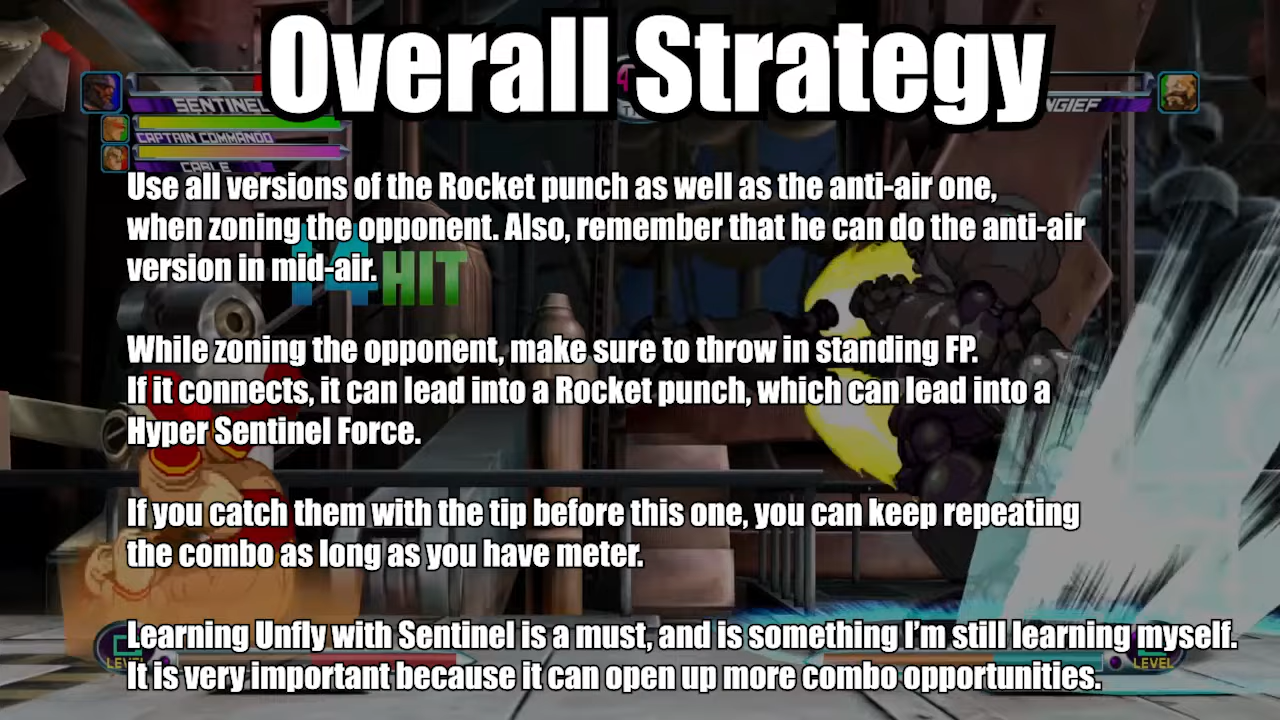 Overall Strategy
SENTINEL
NGIEF
CAPTAIN COMMANDO
CABLE
Use all versions of the Rocket punch as well as the anti-air one,
when zoning the opponent. Also, remember that he can do the anti-air
version in mid-air.
14 HIT
While zoning the opponent, make sure to throw in standing FP.
If it connects, it can lead into a Rocket punch, which can lead into a
Hyper Sentinel Force.
If you catch them with the tip before this one, you can keep repeating
the combo as long as you have meter.
Learning Unfly with Sentinel is a must, and is something I'm still learning myself.
It is very important because it can open up more combo opportunities.
LEVEL
LEVEL